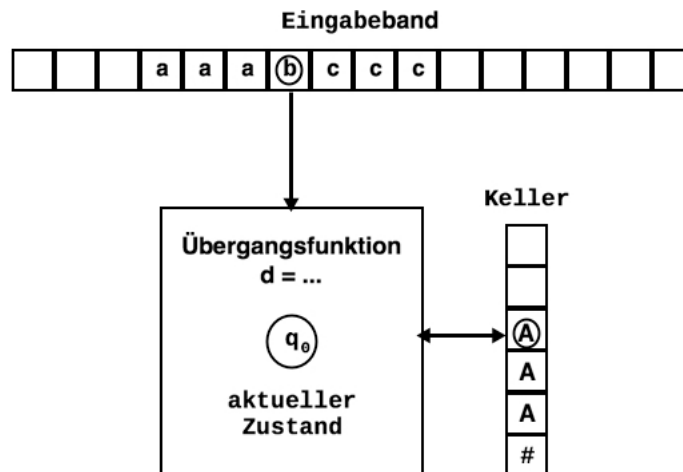 Eingabeband
a a a b c c c
Keller
Übergangsfunktion
d = ...
q₀
aktueller
Zustand
A
A
A
#